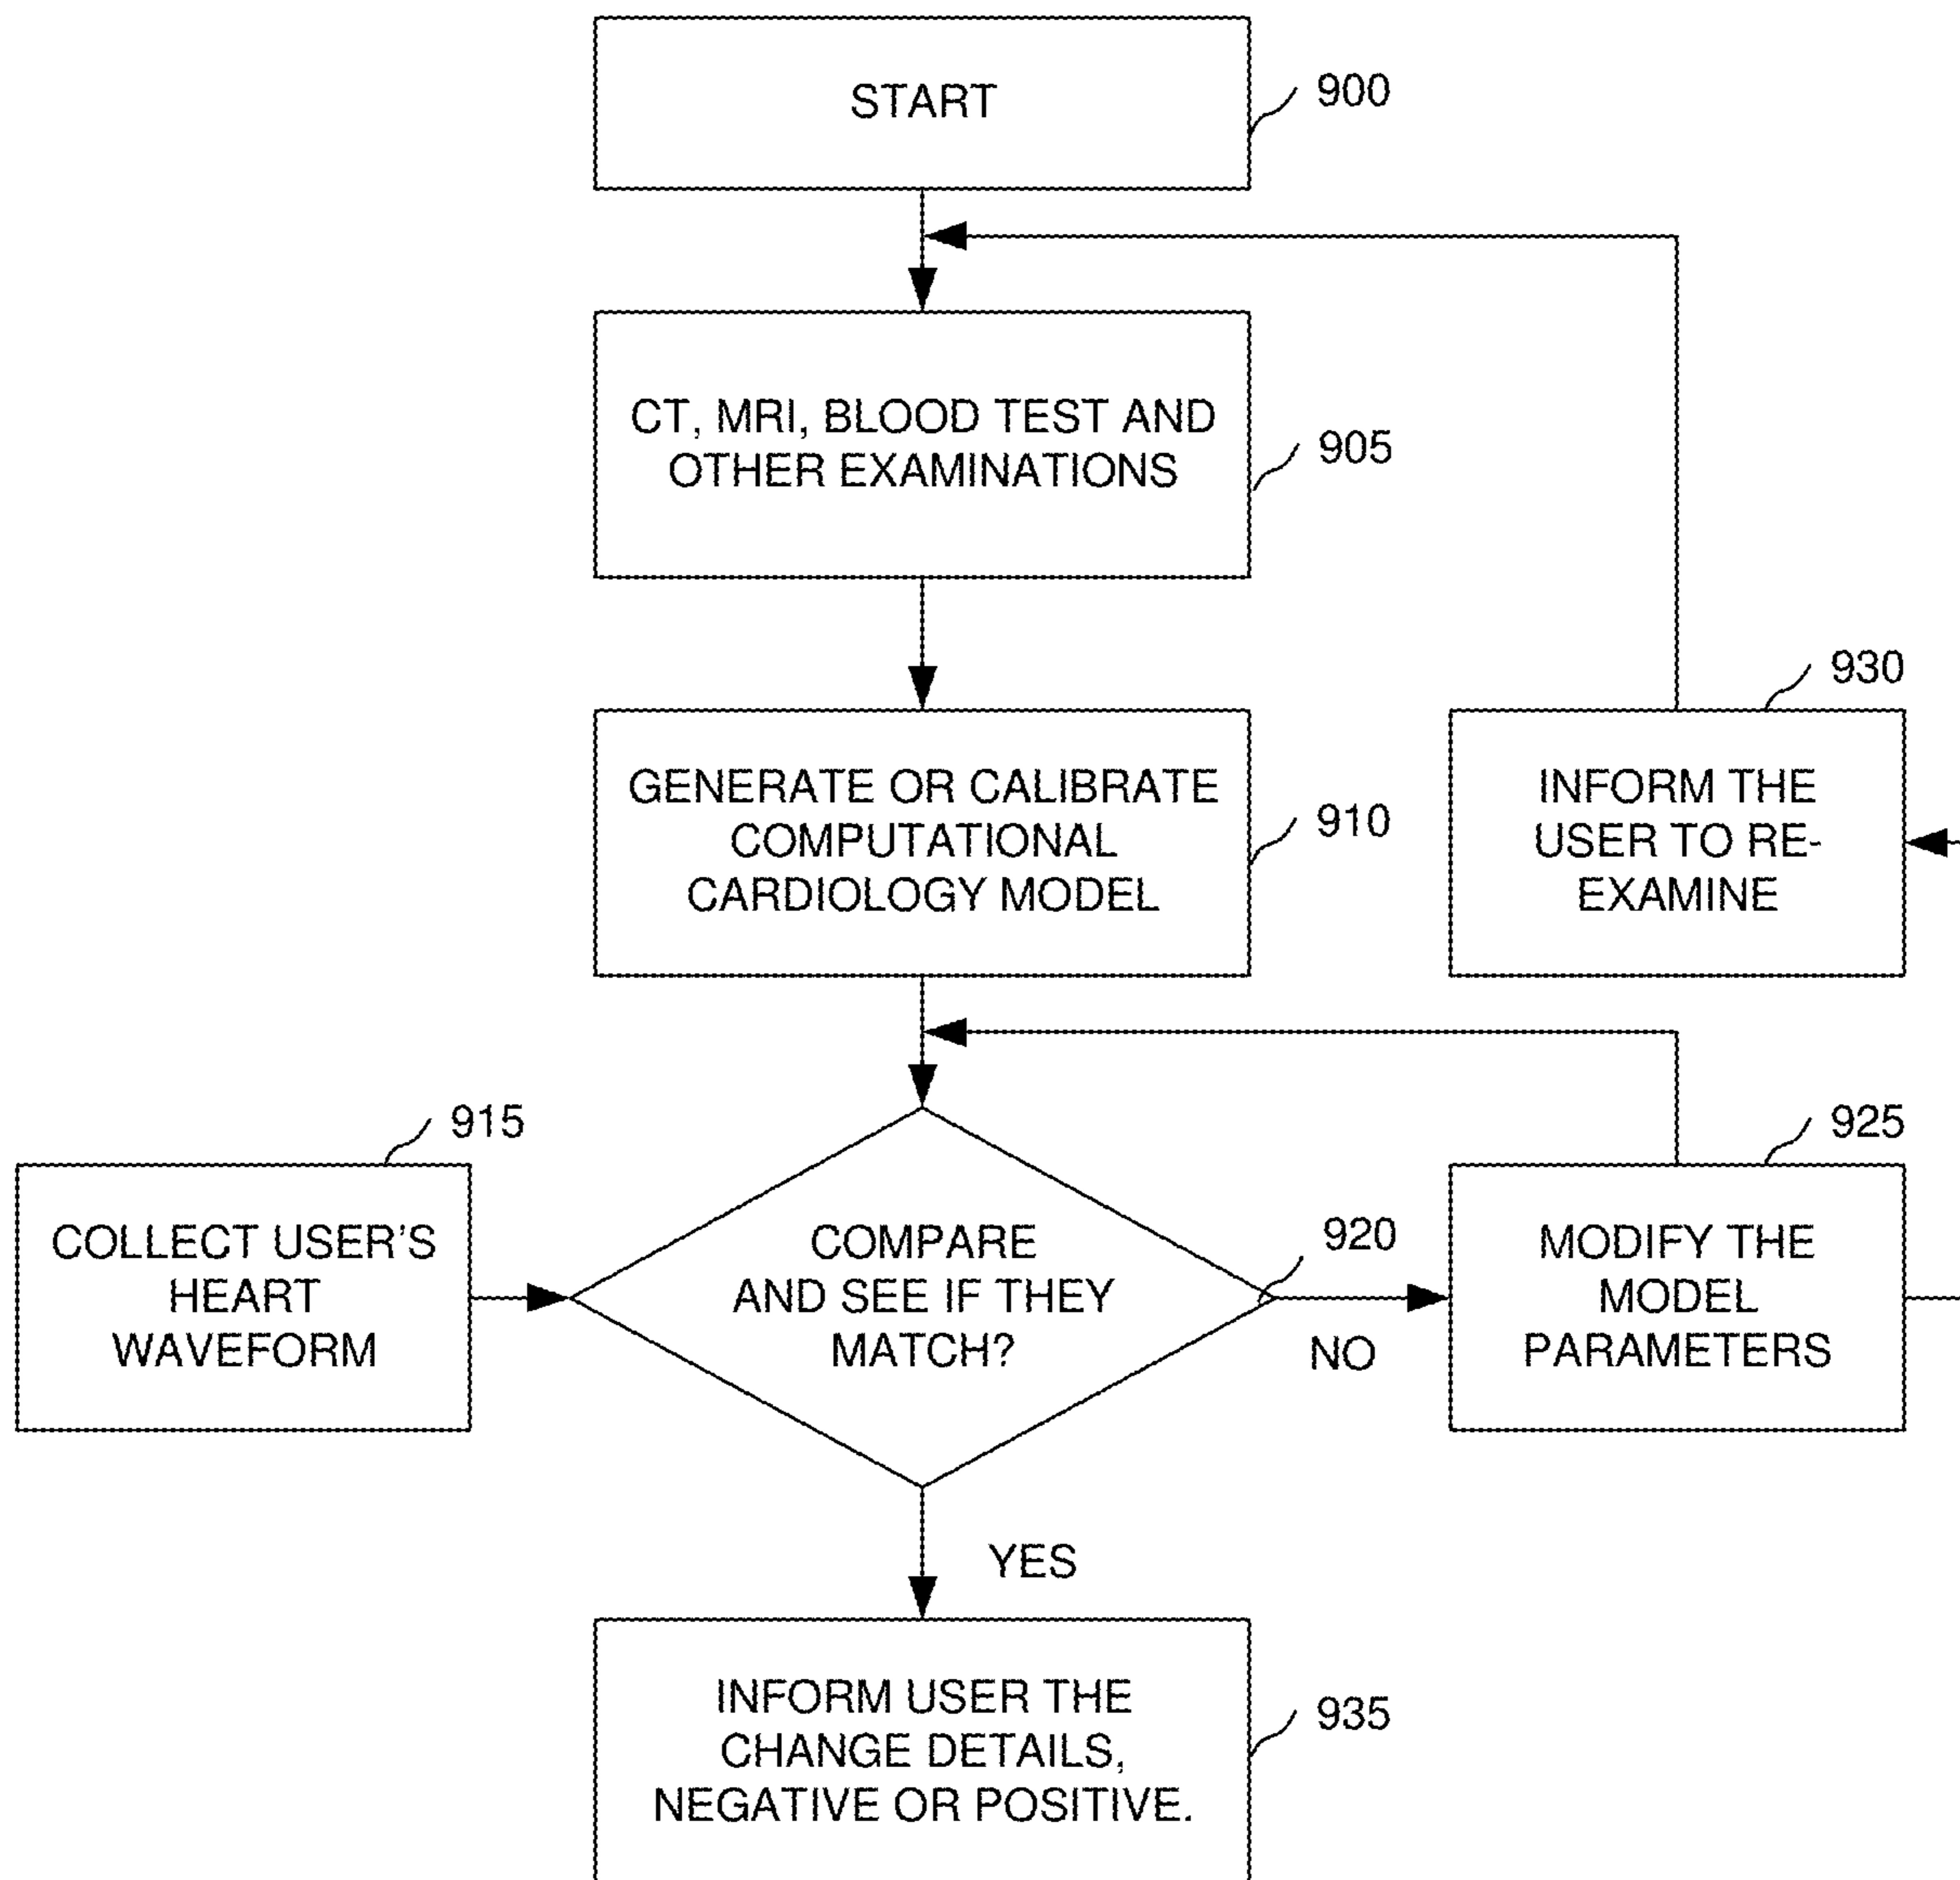 START
900
CT, MRI, BLOOD TEST AND
OTHER EXAMINATIONS
905
GENERATE OR CALIBRATE
COMPUTATIONAL
CARDIOLOGY MODEL
910
930
INFORM THE
USER TO RE-
EXAMINE
915
COLLECT USER'S
HEART
WAVEFORM
COMPARE
AND SEE IF THEY
MATCH?
920
NO
925
MODIFY THE
MODEL
PARAMETERS
YES
INFORM USER THE
CHANGE DETAILS,
NEGATIVE OR POSITIVE.
935